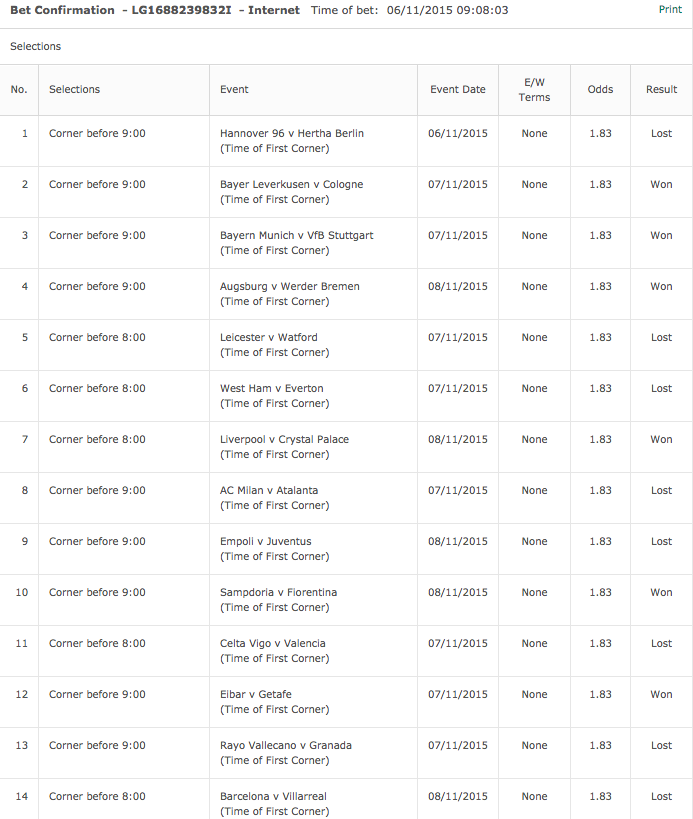 Bet Confirmation - LG1688239832I - Internet Time of bet: 06/11/2015 09:08:03 Print
Selections
No. Selections Event Event Date E/W Terms Odds Result
1 Corner before 9:00 Hannover 96 v Hertha Berlin 06/11/2015 None 1.83 Lost
(Time of First Corner)
2 Corner before 9:00 Bayer Leverkusen v Cologne 07/11/2015 None 1.83 Won
(Time of First Corner)
3 Corner before 9:00 Bayern Munich v VfB Stuttgart 07/11/2015 None 1.83 Won
(Time of First Corner)
4 Corner before 9:00 Augsburg v Werder Bremen 08/11/2015 None 1.83 Won
(Time of First Corner)
5 Corner before 8:00 Leicester v Watford 07/11/2015 None 1.83 Lost
(Time of First Corner)
6 Corner before 8:00 West Ham v Everton 07/11/2015 None 1.83 Lost
(Time of First Corner)
7 Corner before 8:00 Liverpool v Crystal Palace 08/11/2015 None 1.83 Won
(Time of First Corner)
8 Corner before 9:00 AC Milan v Atalanta 07/11/2015 None 1.83 Lost
(Time of First Corner)
9 Corner before 9:00 Empoli v Juventus 08/11/2015 None 1.83 Lost
(Time of First Corner)
10 Corner before 9:00 Sampdoria v Fiorentina 08/11/2015 None 1.83 Won
(Time of First Corner)
11 Corner before 8:00 Celta Vigo v Valencia 07/11/2015 None 1.83 Lost
(Time of First Corner)
12 Corner before 9:00 Eibar v Getafe 07/11/2015 None 1.83 Won
(Time of First Corner)
13 Corner before 9:00 Rayo Vallecano v Granada 07/11/2015 None 1.83 Lost
(Time of First Corner)
14 Corner before 8:00 Barcelona v Villarreal 08/11/2015 None 1.83 Lost
(Time of First Corner)